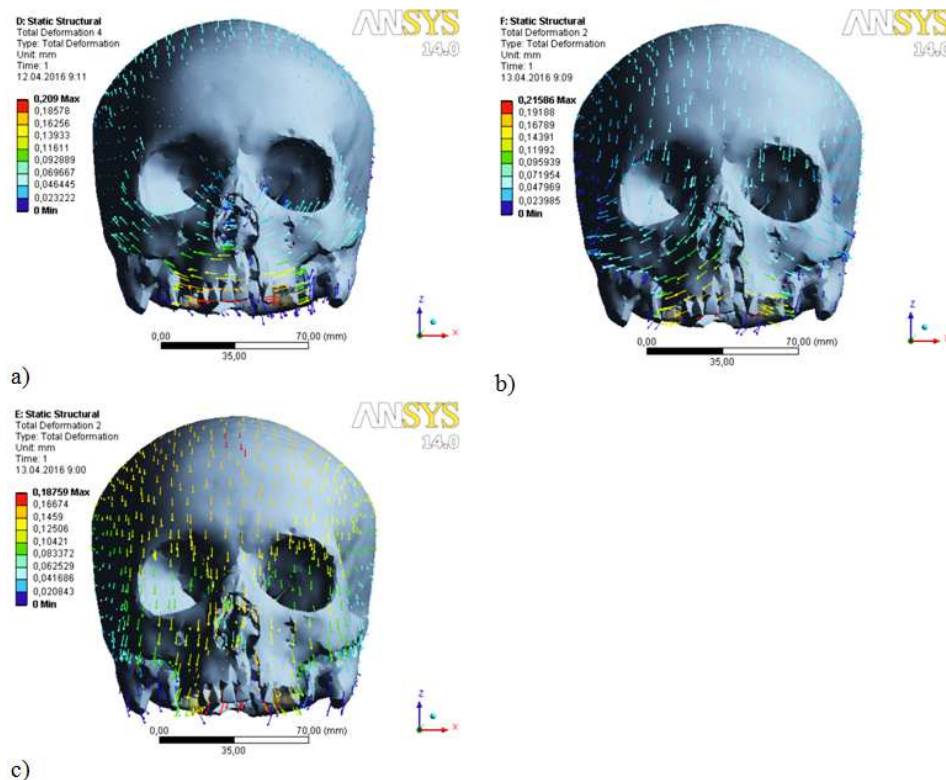 D: Static Structural
Total Deformation 4
Type: Total Deformation
Unit: mm
Time: 1
12.04.2016 9:11
0,209 Max
0,18578
0,16256
0,13933
0,11611
0,092889
0,069667
0,046445
0,023222
0 Min
ANSYS
14.0
z
x
0,00
70,00 (mm)
35,00
a)
F: Static Structural
Total Deformation 2
Type: Total Deformation
Unit: mm
Time: 1
13.04.2016 9:09
0,21586 Max
0,19188
0,16789
0,14391
0,11992
0,095939
0,071954
0,047969
0,023985
0 Min
ANSYS
14.0
z
0,00
70,00 (mm)
35,00
b)
E: Static Structural
Total Deformation 2
Type: Total Deformation
Unit: mm
Time: 1
13.04.2016 9:00
0,18759 Max
0,16674
0,1459
0,12506
0,10421
0,083372
0,062529
0,041686
0,020843
0 Min
ANSYS
14.0
z
x
0,00
70,00 (mm)
35,00
c)